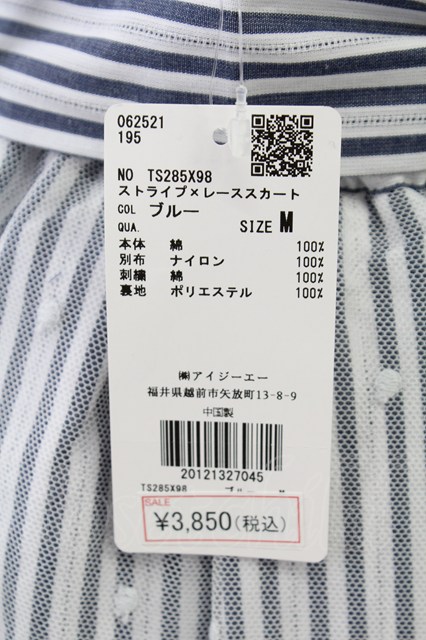 062521
195
NO TS285X98
ストライプ×レーススカート
COL ブルー
QUA. SIZE M
本体 綿 100%
別布 ナイロン 100%
刺繍 綿 100%
裏地 ポリエステル 100%
㈱アイジーエー
福井県越前市矢放町13-8-9
中国製
20121327045
TS285X98
SALE
¥3,850(税込)